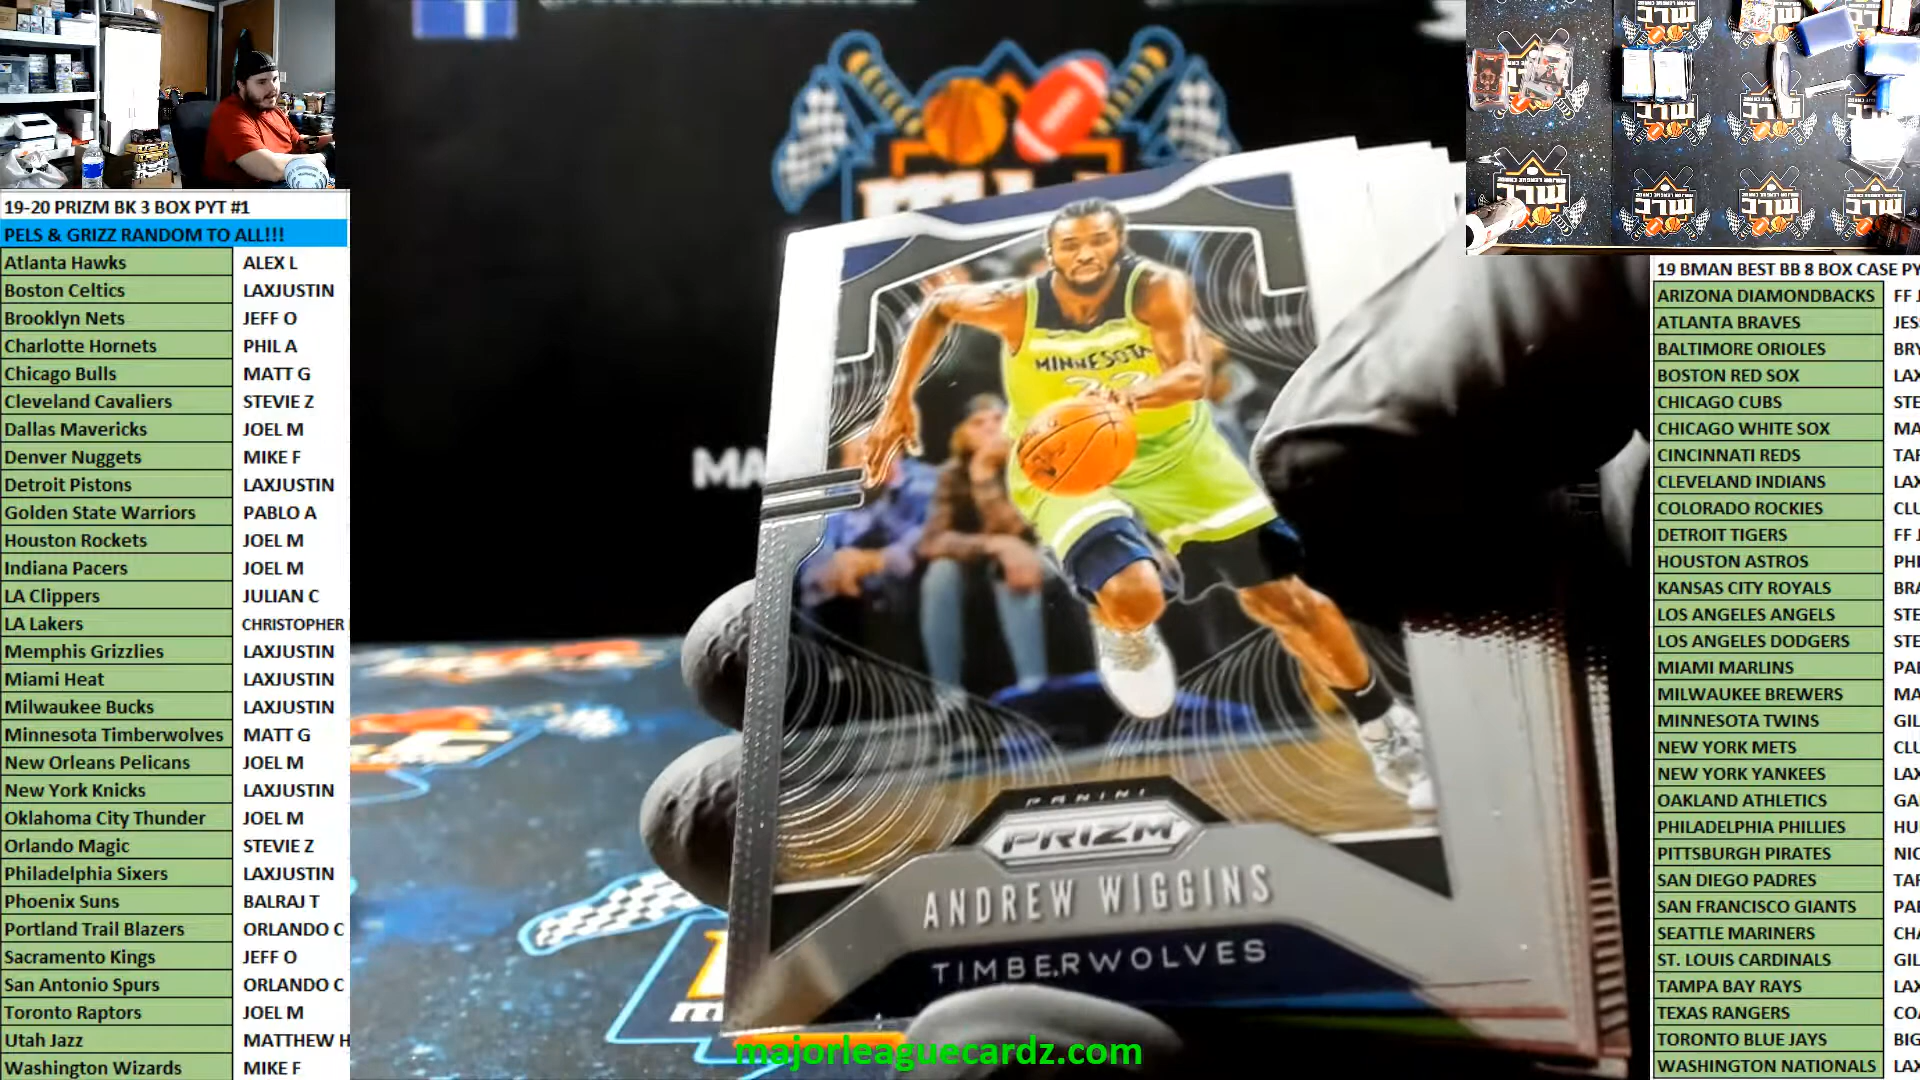 19-20 PRIZM BK 3 BOX PYT #1
PELS & GRIZZ RANDOM TO ALL!!!
Atlanta Hawks ALEX L
Boston Celtics LAXJUSTIN
Brooklyn Nets JEFF O
Charlotte Hornets PHIL A
Chicago Bulls MATT G
Cleveland Cavaliers STEVIE Z
Dallas Mavericks JOEL M
Denver Nuggets MIKE F
Detroit Pistons LAXJUSTIN
Golden State Warriors PABLO A
Houston Rockets JOEL M
Indiana Pacers JOEL M
LA Clippers JULIAN C
LA Lakers CHRISTOPHER
Memphis Grizzlies LAXJUSTIN
Miami Heat LAXJUSTIN
Milwaukee Bucks LAXJUSTIN
Minnesota Timberwolves MATT G
New Orleans Pelicans JOEL M
New York Knicks LAXJUSTIN
Oklahoma City Thunder JOEL M
Orlando Magic STEVIE Z
Philadelphia Sixers LAXJUSTIN
Phoenix Suns BALRAJ T
Portland Trail Blazers ORLANDO C
Sacramento Kings JEFF O
San Antonio Spurs ORLANDO C
Toronto Raptors JOEL M
Utah Jazz MATTHEW H
Washington Wizards MIKE F
MA
MINNESOTA
22
PANINI
PRIZM
ANDREW WIGGINS
TIMBERWOLVES
majorleaguecardz.com
19 BMAN BEST BB 8 BOX CASE PY
ARIZONA DIAMONDBACKS FF J
ATLANTA BRAVES JES
BALTIMORE ORIOLES BRY
BOSTON RED SOX LAX
CHICAGO CUBS STE
CHICAGO WHITE SOX MA
CINCINNATI REDS TAP
CLEVELAND INDIANS LAX
COLORADO ROCKIES CLU
DETROIT TIGERS FF J
HOUSTON ASTROS PHI
KANSAS CITY ROYALS BRA
LOS ANGELES ANGELS STE
LOS ANGELES DODGERS STE
MIAMI MARLINS PAB
MILWAUKEE BREWERS MA
MINNESOTA TWINS GIL
NEW YORK METS CLU
NEW YORK YANKEES LAX
OAKLAND ATHLETICS GA
PHILADELPHIA PHILLIES HU
PITTSBURGH PIRATES NIC
SAN DIEGO PADRES TAP
SAN FRANCISCO GIANTS PAB
SEATTLE MARINERS CHA
ST. LOUIS CARDINALS GIL
TAMPA BAY RAYS LAX
TEXAS RANGERS COA
TORONTO BLUE JAYS BIG
WASHINGTON NATIONALS LAX